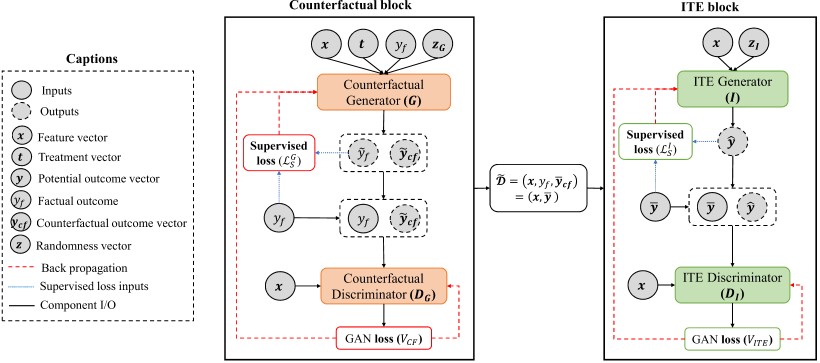 Counterfactual block
ITE block
Captions
Inputs
Outputs
x Feature vector
t Treatment vector
y Potential outcome vector
y_f Factual outcome
y_cf Counterfactual outcome vector
z Randomness vector
Back propagation
Supervised loss inputs
Component I/O
x t y_f z_G
Counterfactual
Generator (G)
Supervised
loss (ℒ_S^G)
ỹ_f ỹ_cf
y_f y_f ỹ_cf
x
Counterfactual
Discriminator (D_G)
GAN loss (V_CF)
𝒟̃ = (x, y_f, ỹ_cf)
= (x, ȳ)
x z_I
ITE Generator
(I)
Supervised
loss (ℒ_S^I)
ŷ
ȳ ȳ ŷ
x
ITE Discriminator
(D_I)
GAN loss (V_ITE)